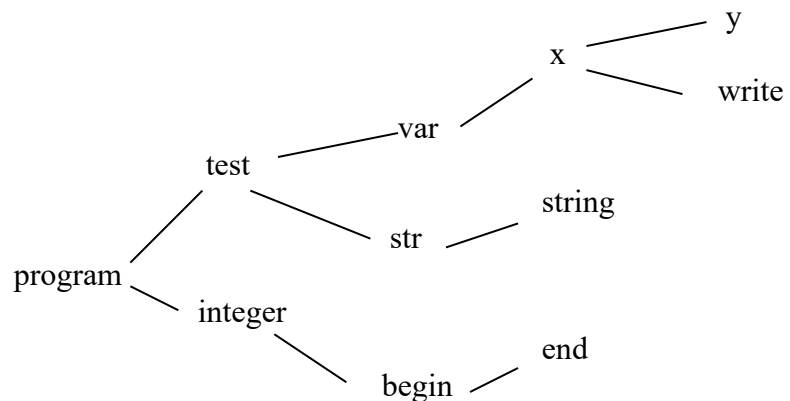 y
x
write
var
test
string
str
program
integer
end
begin